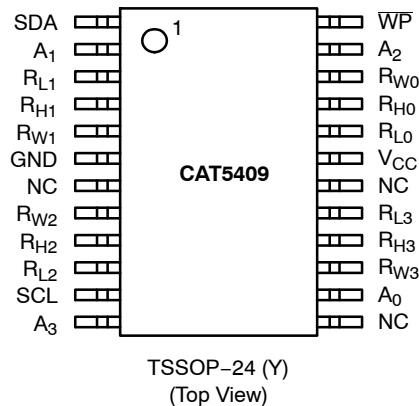 SDA 1 WP
A1 A2
RL1 RW0
RH1 RH0
RW1 RL0
GND VCC
NC CAT5409 NC
RW2 RL3
RH2 RH3
RL2 RW3
SCL A0
A3 NC
TSSOP−24 (Y)
(Top View)